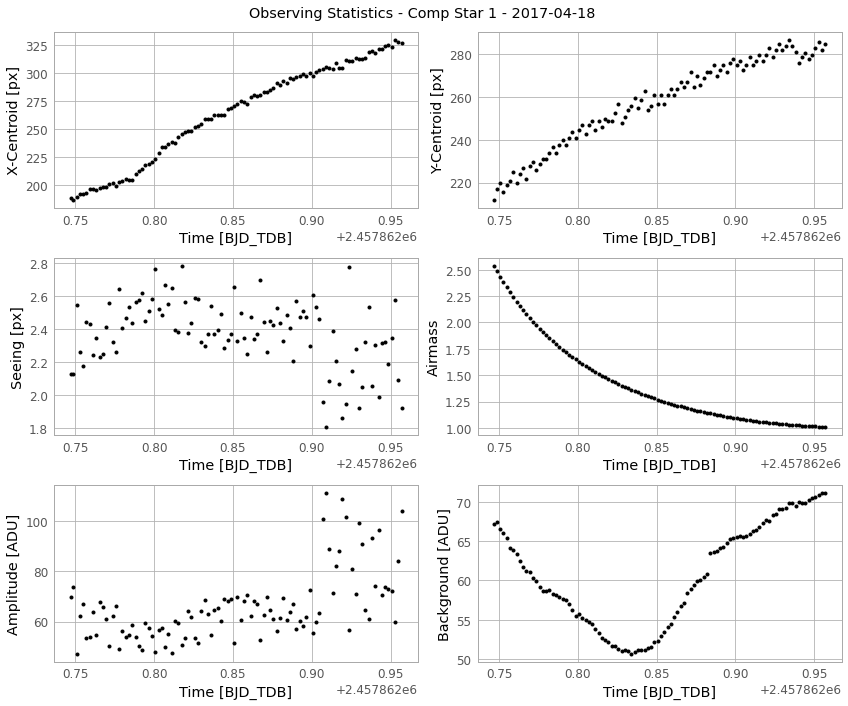 Observing Statistics - Comp Star 1 - 2017-04-18
X-Centroid [px]
325
300
275
250
225
200
0.75 0.80 0.85 0.90 0.95
Time [BJD_TDB] +2.457862e6
Y-Centroid [px]
280
260
240
220
0.75 0.80 0.85 0.90 0.95
Time [BJD_TDB] +2.457862e6
Seeing [px]
2.8
2.6
2.4
2.2
2.0
1.8
0.75 0.80 0.85 0.90 0.95
Time [BJD_TDB] +2.457862e6
Airmass
2.50
2.25
2.00
1.75
1.50
1.25
1.00
0.75 0.80 0.85 0.90 0.95
Time [BJD_TDB] +2.457862e6
Amplitude [ADU]
100
80
60
0.75 0.80 0.85 0.90 0.95
Time [BJD_TDB] +2.457862e6
Background [ADU]
70
65
60
55
50
0.75 0.80 0.85 0.90 0.95
Time [BJD_TDB] +2.457862e6